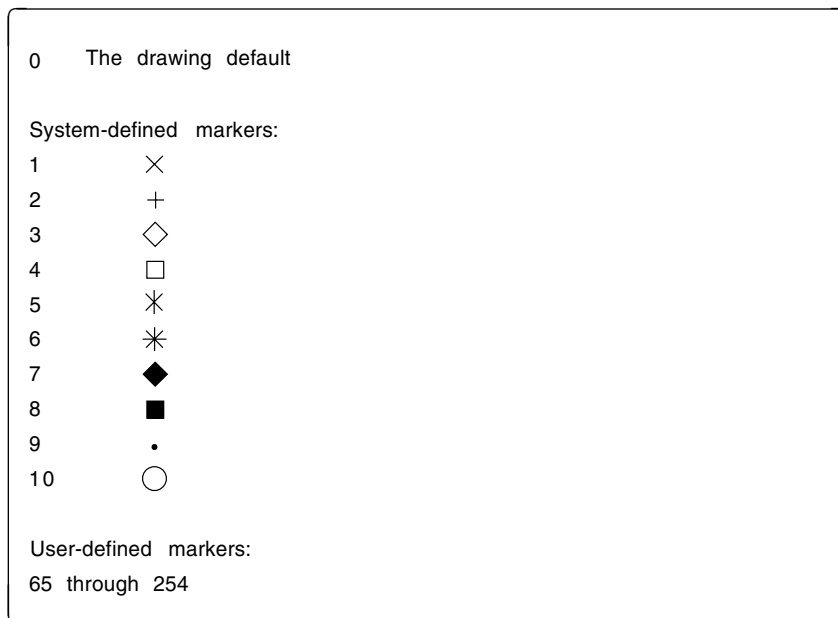 0 The drawing default
System-defined markers:
1 ×
2 +
3 ◇
4 □
5 ⚹
6 ✳
7 ◆
8 ■
9 •
10 ○
User-defined markers:
65 through 254